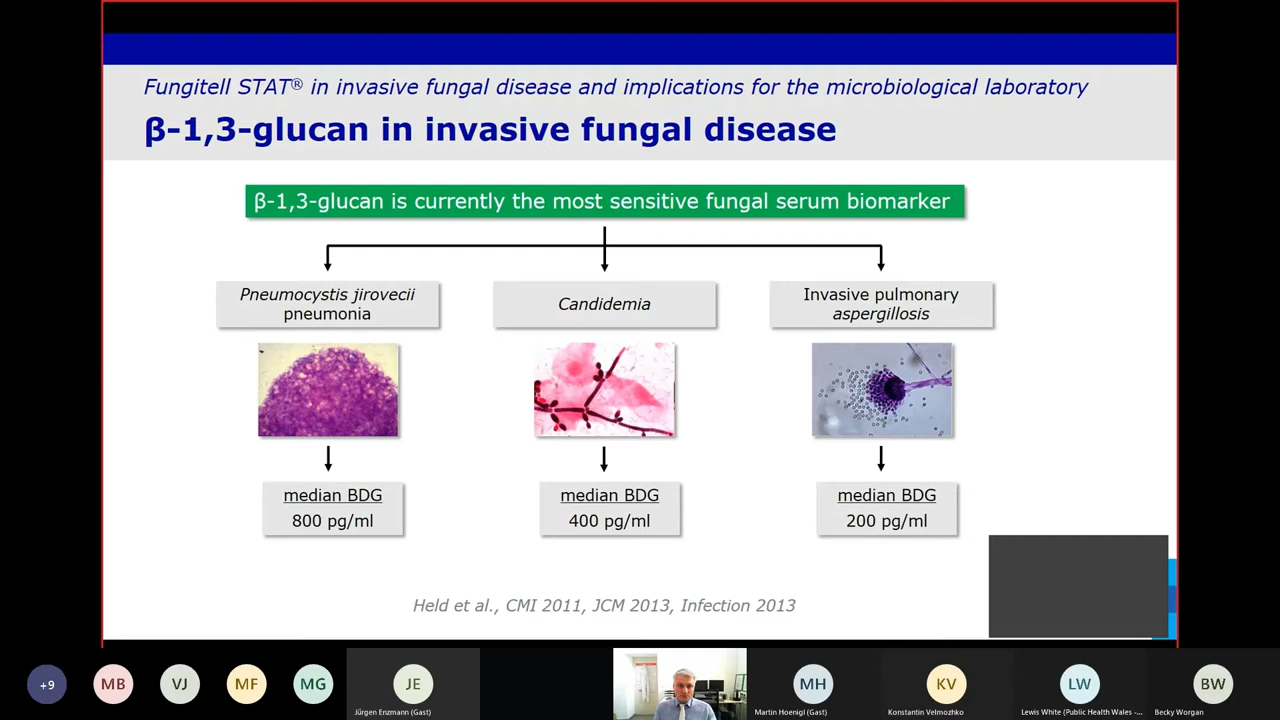 Fungitell STAT® in invasive fungal disease and implications for the microbiological laboratory
β-1,3-glucan in invasive fungal disease
β-1,3-glucan is currently the most sensitive fungal serum biomarker
Pneumocystis jirovecii
pneumonia
Candidemia
Invasive pulmonary
aspergillosis
median BDG
800 pg/ml
median BDG
400 pg/ml
median BDG
200 pg/ml
Held et al., CMI 2011, JCM 2013, Infection 2013
+9
MB
VJ
MF
MG
JE
Jürgen Enzmann (Gast)
MH
Martin Hoenigl (Gast)
KV
Konstantin Velmozhko
LW
Lewis White (Public Health Wales -...
BW
Becky Worgan